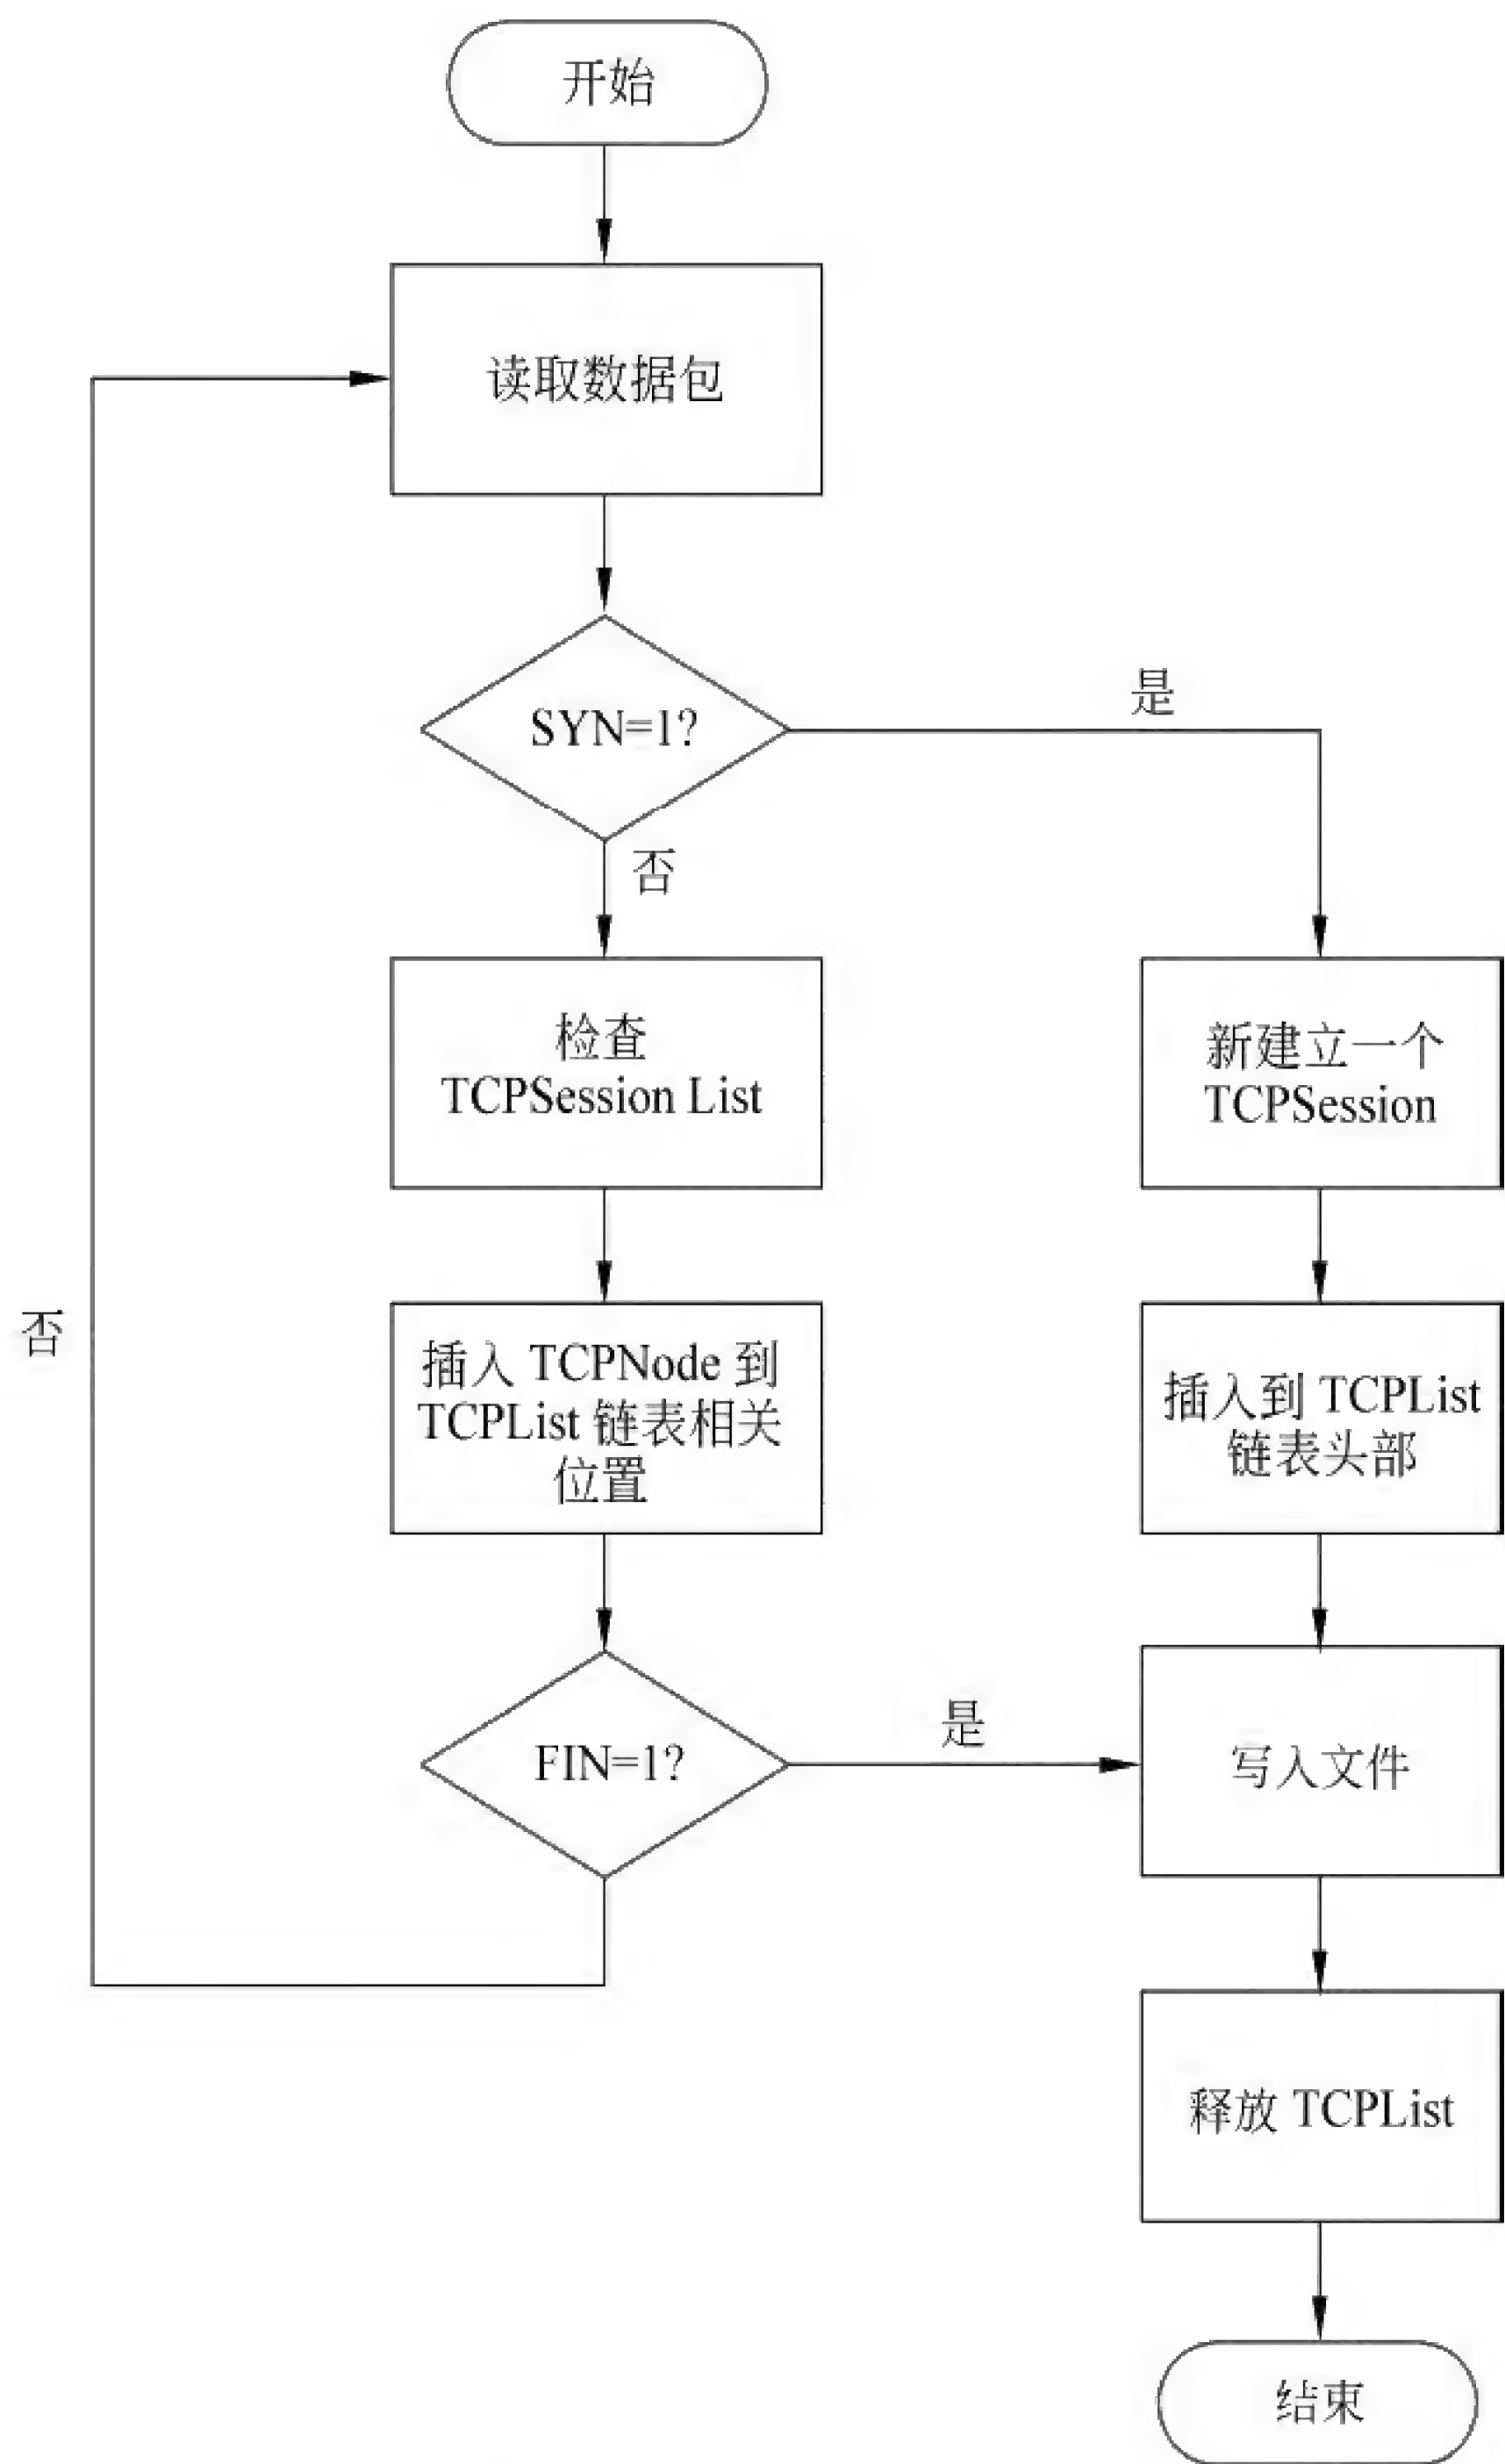 开始
读取数据包
SYN=1?
是
否
检查
TCPSession List
新建立一个
TCPSession
否
插入 TCPNode 到
TCPList 链表相关
位置
插入到 TCPList
链表头部
FIN=1?
是
写入文件
释放 TCPList
结束